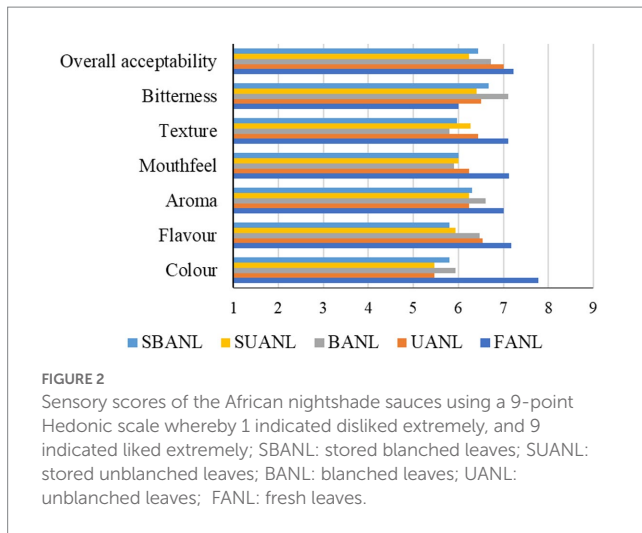 Overall acceptability
Bitterness
Texture
Mouthfeel
Aroma
Flavour
Colour
1 2 3 4 5 6 7 8 9
SBANL SUANL BANL UANL FANL
FIGURE 2
Sensory scores of the African nightshade sauces using a 9-point
Hedonic scale whereby 1 indicated disliked extremely, and 9
indicated liked extremely; SBANL: stored blanched leaves; SUANL:
stored unblanched leaves; BANL: blanched leaves; UANL:
unblanched leaves; FANL: fresh leaves.